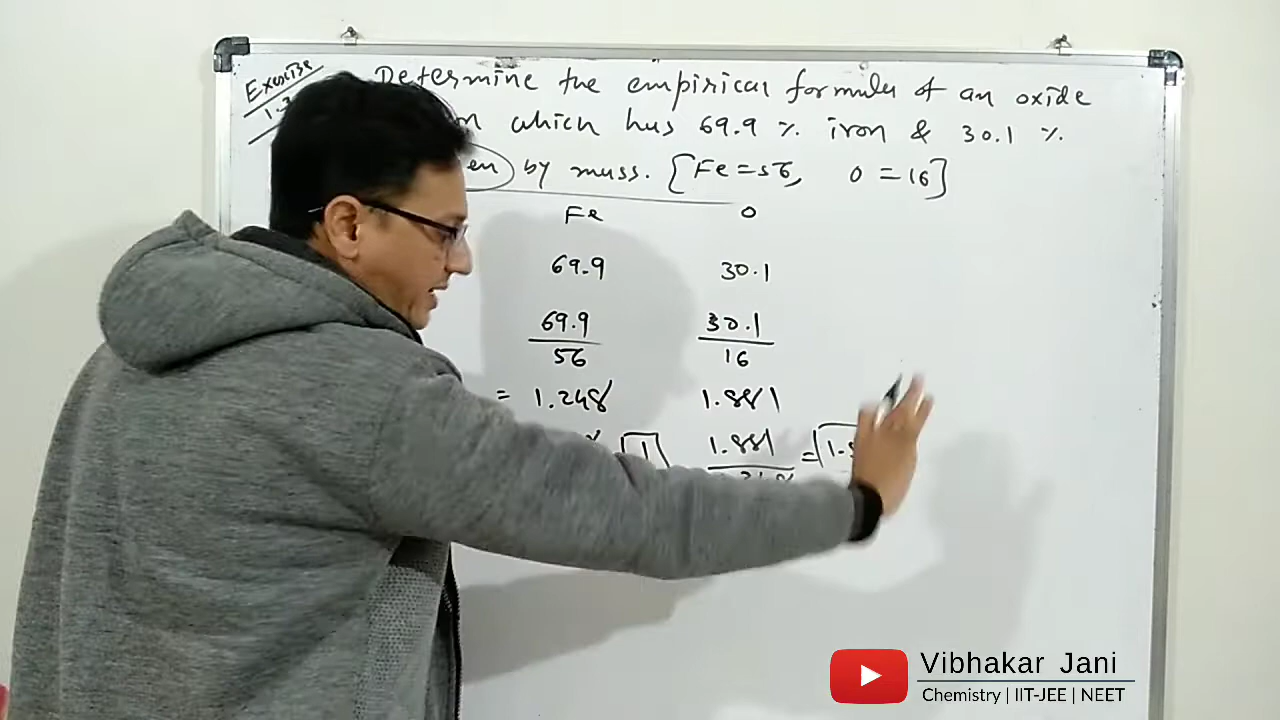 Exercise
Determine the empirical formula of an oxide
which has 69.9 % iron & 30.1 %
en by mass. [Fe=56, O=16]
Fe O
69.9 30.1
69.9 30.1
56 16
= 1.248 1.881
1 1.881 =
Vibhakar Jani
Chemistry | IIT-JEE | NEET